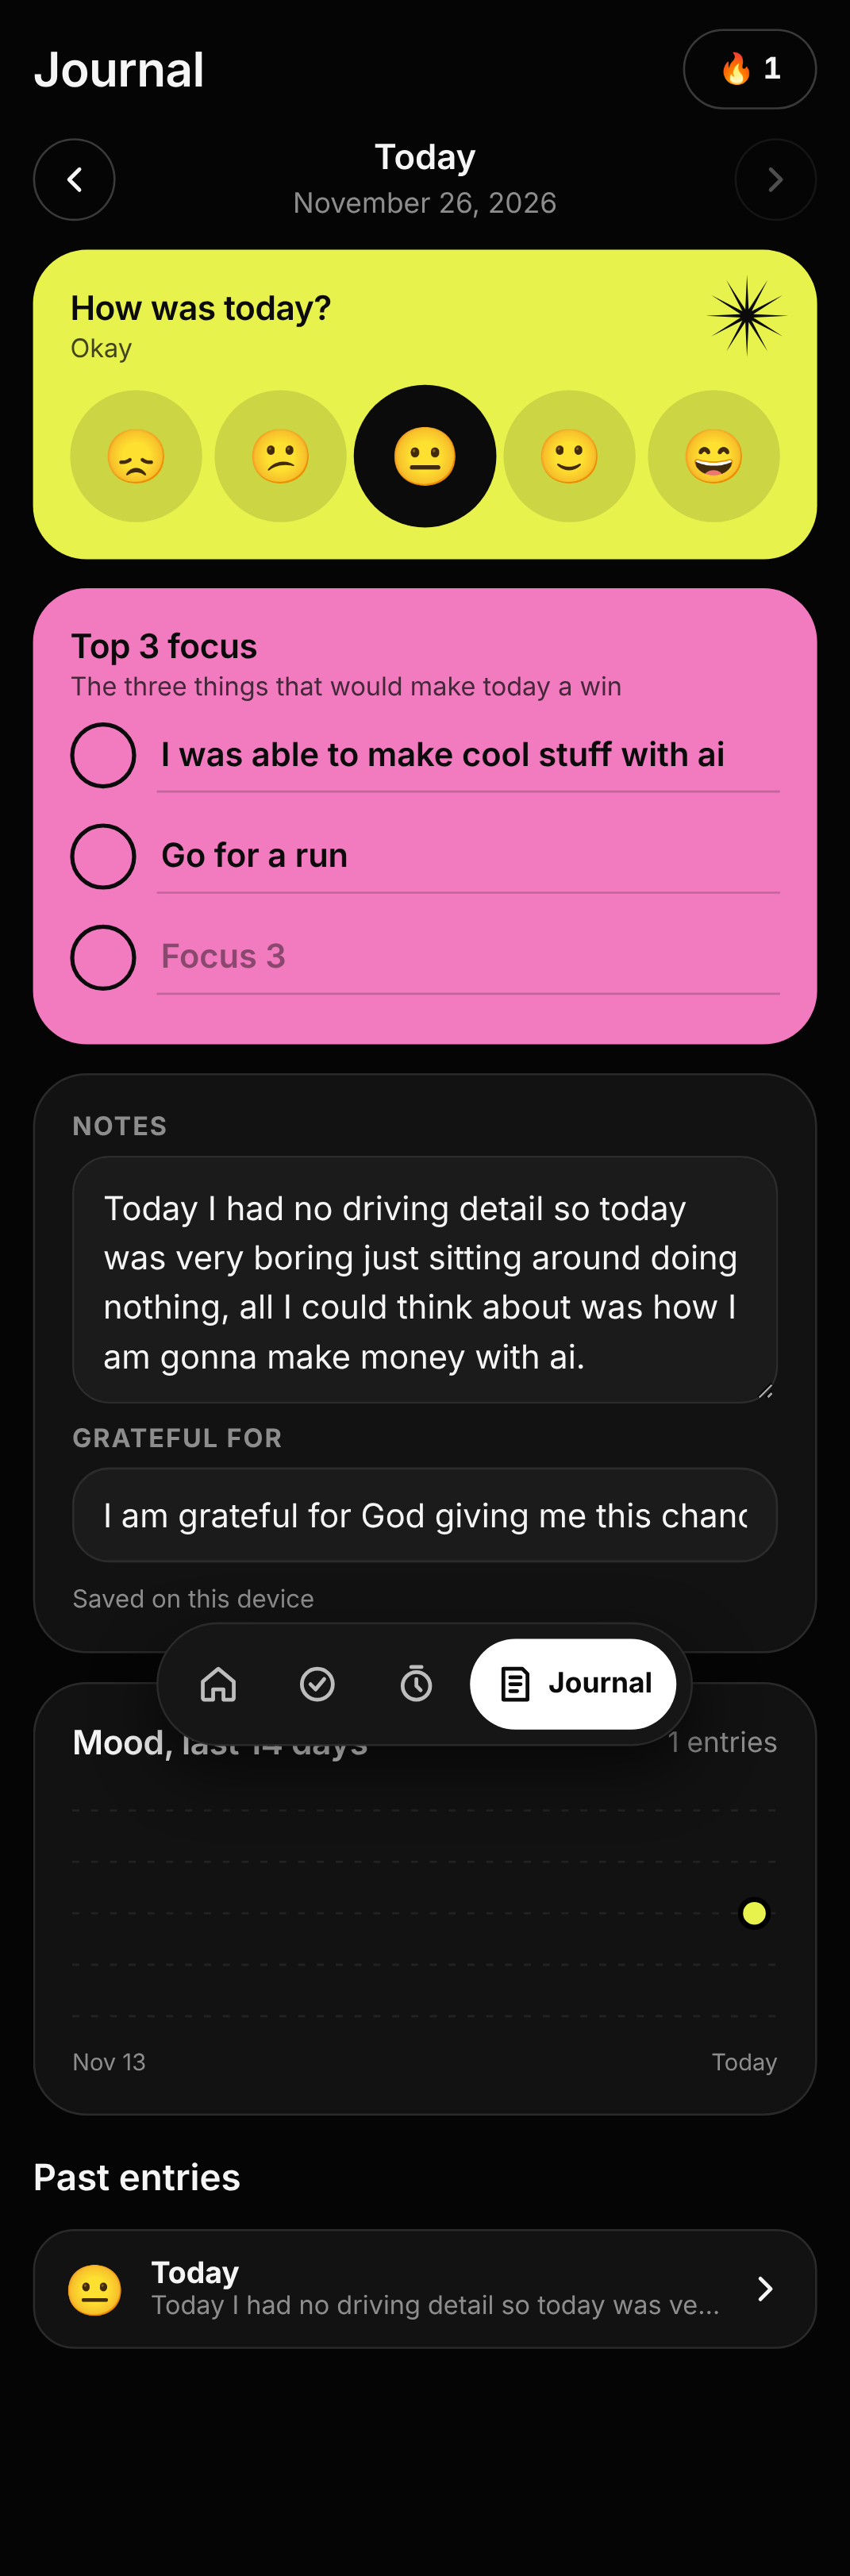 Journal
🔥 1
Today
November 26, 2026
How was today?
Okay
Top 3 focus
The three things that would make today a win
I was able to make cool stuff with ai
Go for a run
Focus 3
NOTES
Today I had no driving detail so today
was very boring just sitting around doing
nothing, all I could think about was how I
am gonna make money with ai.
GRATEFUL FOR
I am grateful for God giving me this chanc
Saved on this device
Journal
Mood, last 14 days
1 entries
Nov 13
Today
Past entries
Today
Today I had no driving detail so today was ve...